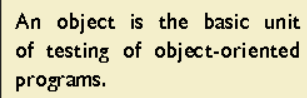 An object is the basic unit
of testing of object-oriented
programs.